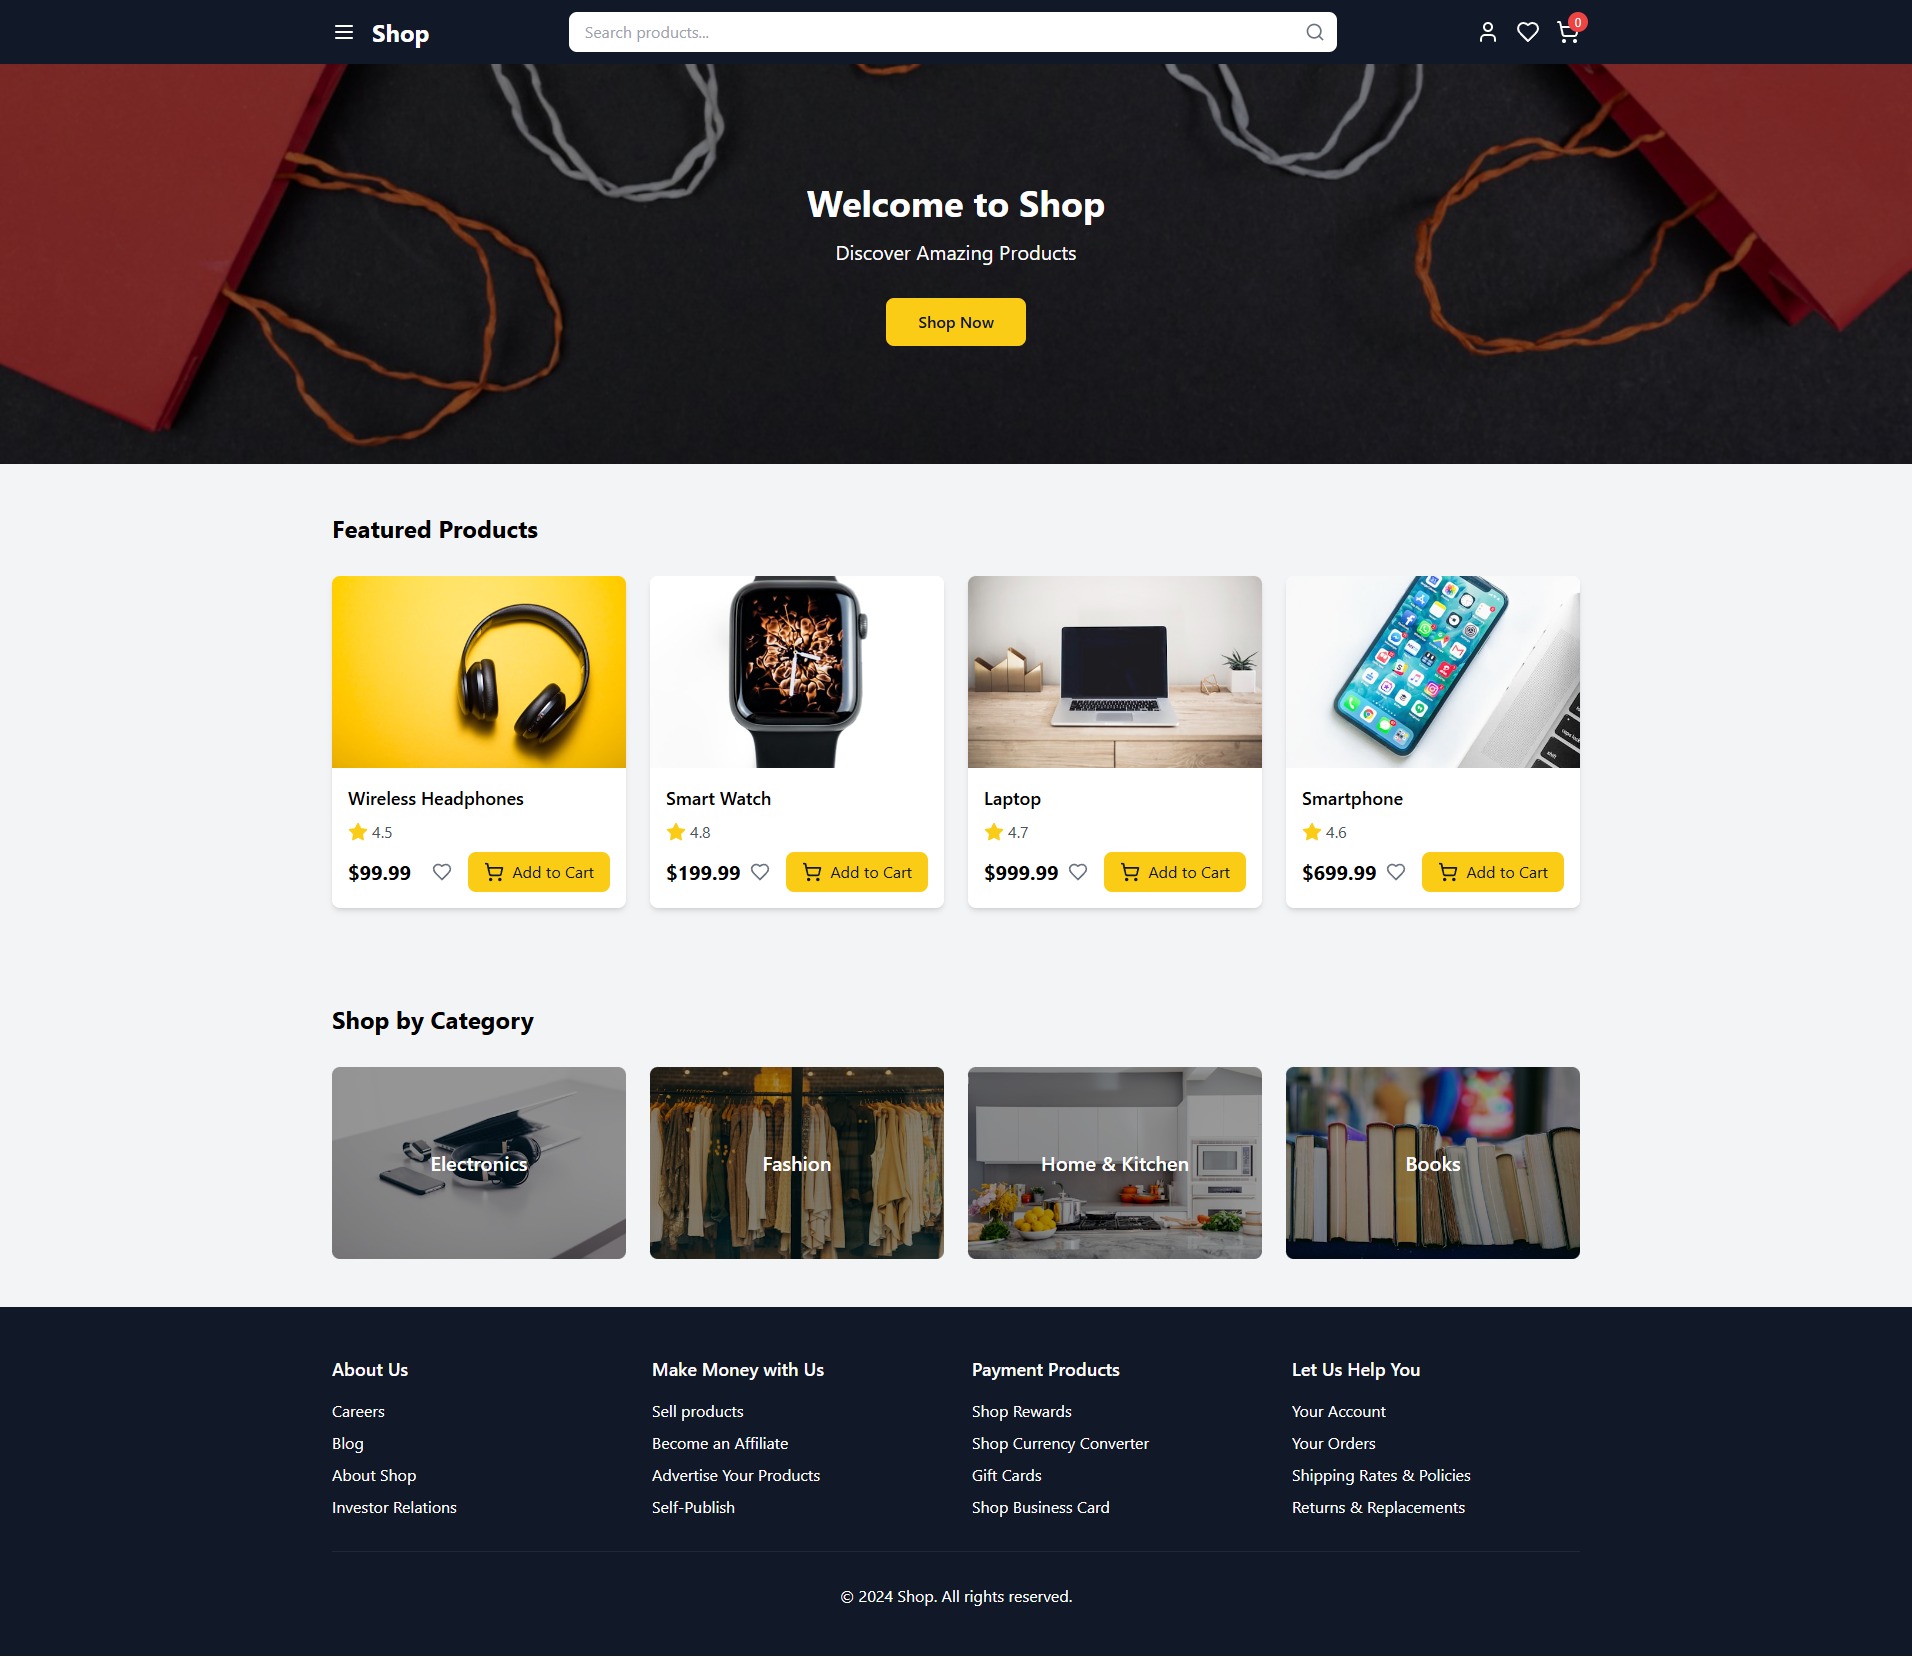 Shop
Search products...
0
Welcome to Shop
Discover Amazing Products
Shop Now
Featured Products
Wireless Headphones
4.5
$99.99
Add to Cart
Smart Watch
4.8
$199.99
Add to Cart
Laptop
4.7
$999.99
Add to Cart
Smartphone
4.6
$699.99
Add to Cart
Shop by Category
Electronics
Fashion
Home & Kitchen
Books
About Us
Careers
Blog
About Shop
Investor Relations
Make Money with Us
Sell products
Become an Affiliate
Advertise Your Products
Self-Publish
Payment Products
Shop Rewards
Shop Currency Converter
Gift Cards
Shop Business Card
Let Us Help You
Your Account
Your Orders
Shipping Rates & Policies
Returns & Replacements
© 2024 Shop. All rights reserved.